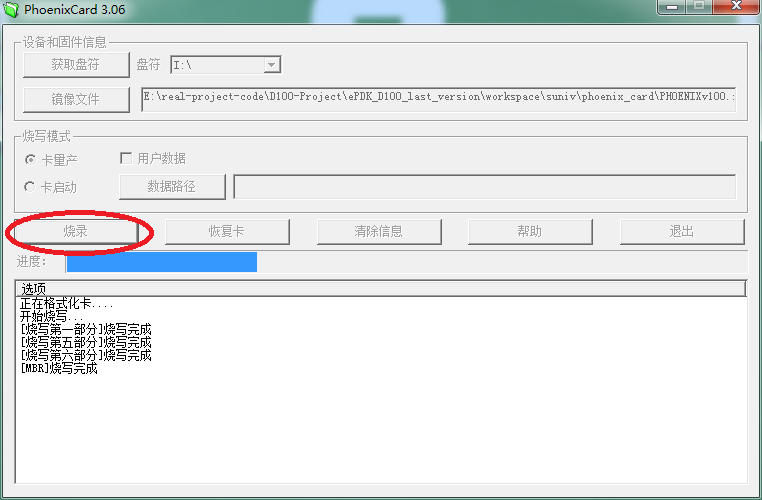 PhoenixCard 3.06
设备和固件信息
获取盘符 盘符 I:\
镜像文件 E:\real-project-code\D100-Project\ePDK_D100_last_version\workspace\suniv\phoenix_card\PHOENIXv100.:
烧写模式
卡量产 用户数据
卡启动 数据路径
烧录 恢复卡 清除信息 帮助 退出
进度:
选项
正在格式化卡....
开始烧写...
[烧写第一部分]烧写完成
[烧写第五部分]烧写完成
[烧写第六部分]烧写完成
[MBR]烧写完成